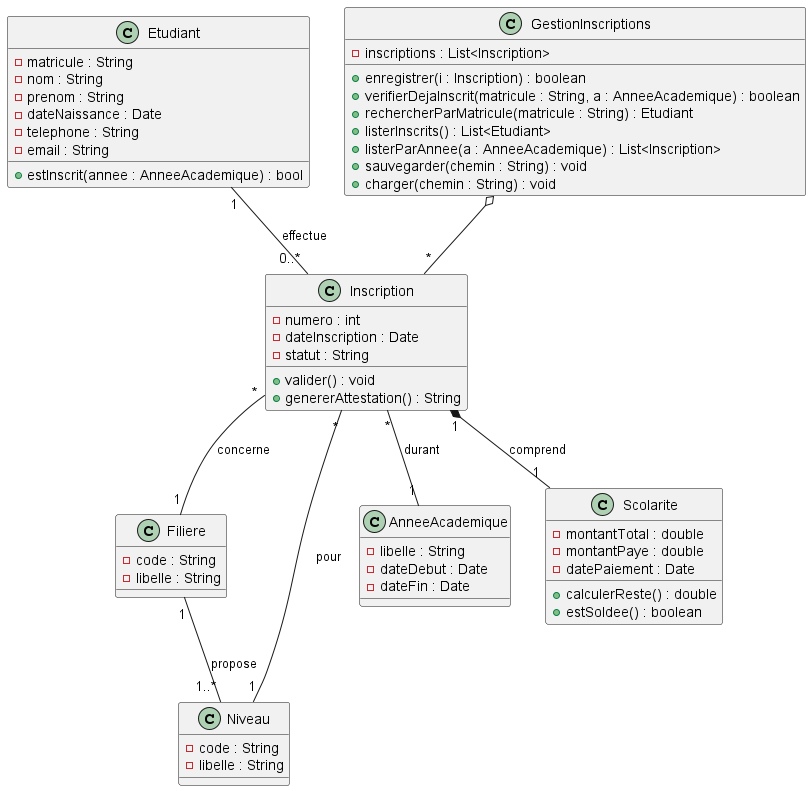 C Etudiant
matricule : String
nom : String
prenom : String
dateNaissance : Date
telephone : String
email : String
estInscrit(annee : AnneeAcademique) : bool
C GestionInscriptions
inscriptions : List<Inscription>
enregistrer(i : Inscription) : boolean
verifierDejaInscrit(matricule : String, a : AnneeAcademique) : boolean
rechercherParMatricule(matricule : String) : Etudiant
listerInscrits() : List<Etudiant>
listerParAnnee(a : AnneeAcademique) : List<Inscription>
sauvegarder(chemin : String) : void
charger(chemin : String) : void
1
effectue
0..*
*
C Inscription
numero : int
dateInscription : Date
statut : String
valider() : void
genererAttestation() : String
*
concerne
1
*
pour
1
*
durant
1
1
comprend
1
C Filiere
code : String
libelle : String
C AnneeAcademique
libelle : String
dateDebut : Date
dateFin : Date
C Scolarite
montantTotal : double
montantPaye : double
datePaiement : Date
calculerReste() : double
estSoldee() : boolean
1
propose
1..*
C Niveau
code : String
libelle : String